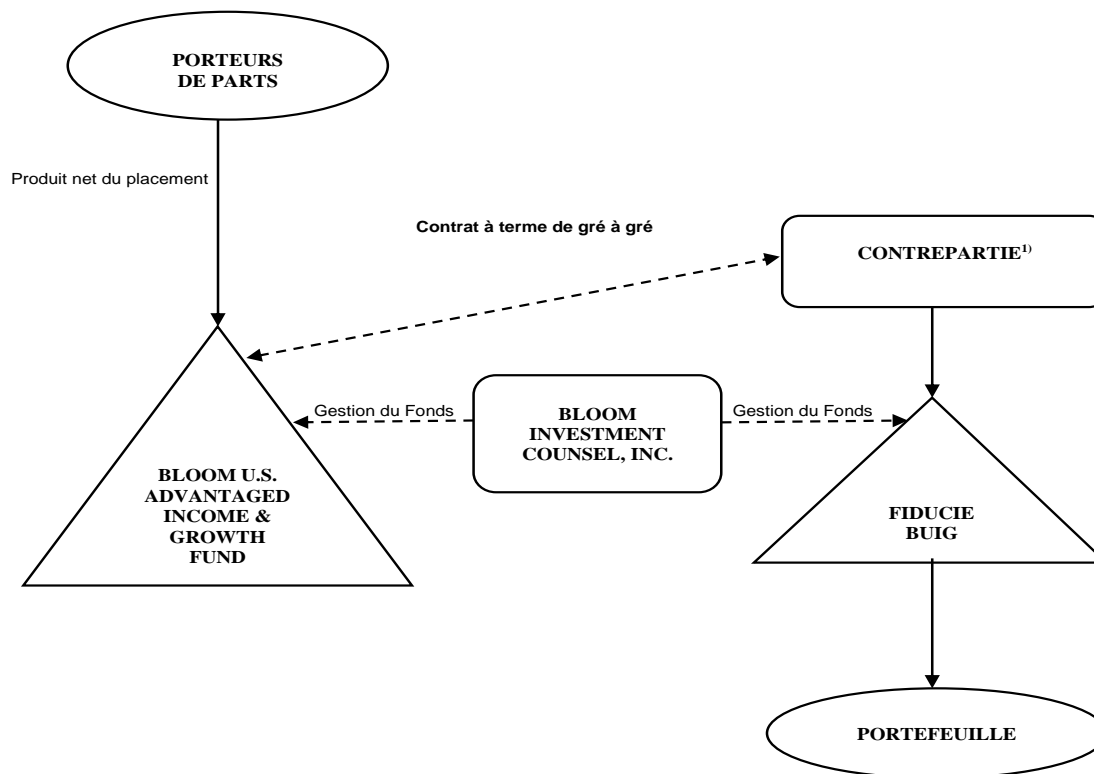 PORTEURS
DE PARTS
Produit net du placement
Contrat à terme de gré à gré
CONTREPARTIE¹⁾
Gestion du Fonds
BLOOM
INVESTMENT
COUNSEL, INC.
Gestion du Fonds
BLOOM U.S.
ADVANTAGED
INCOME &
GROWTH
FUND
FIDUCIE
BUIG
PORTEFEUILLE